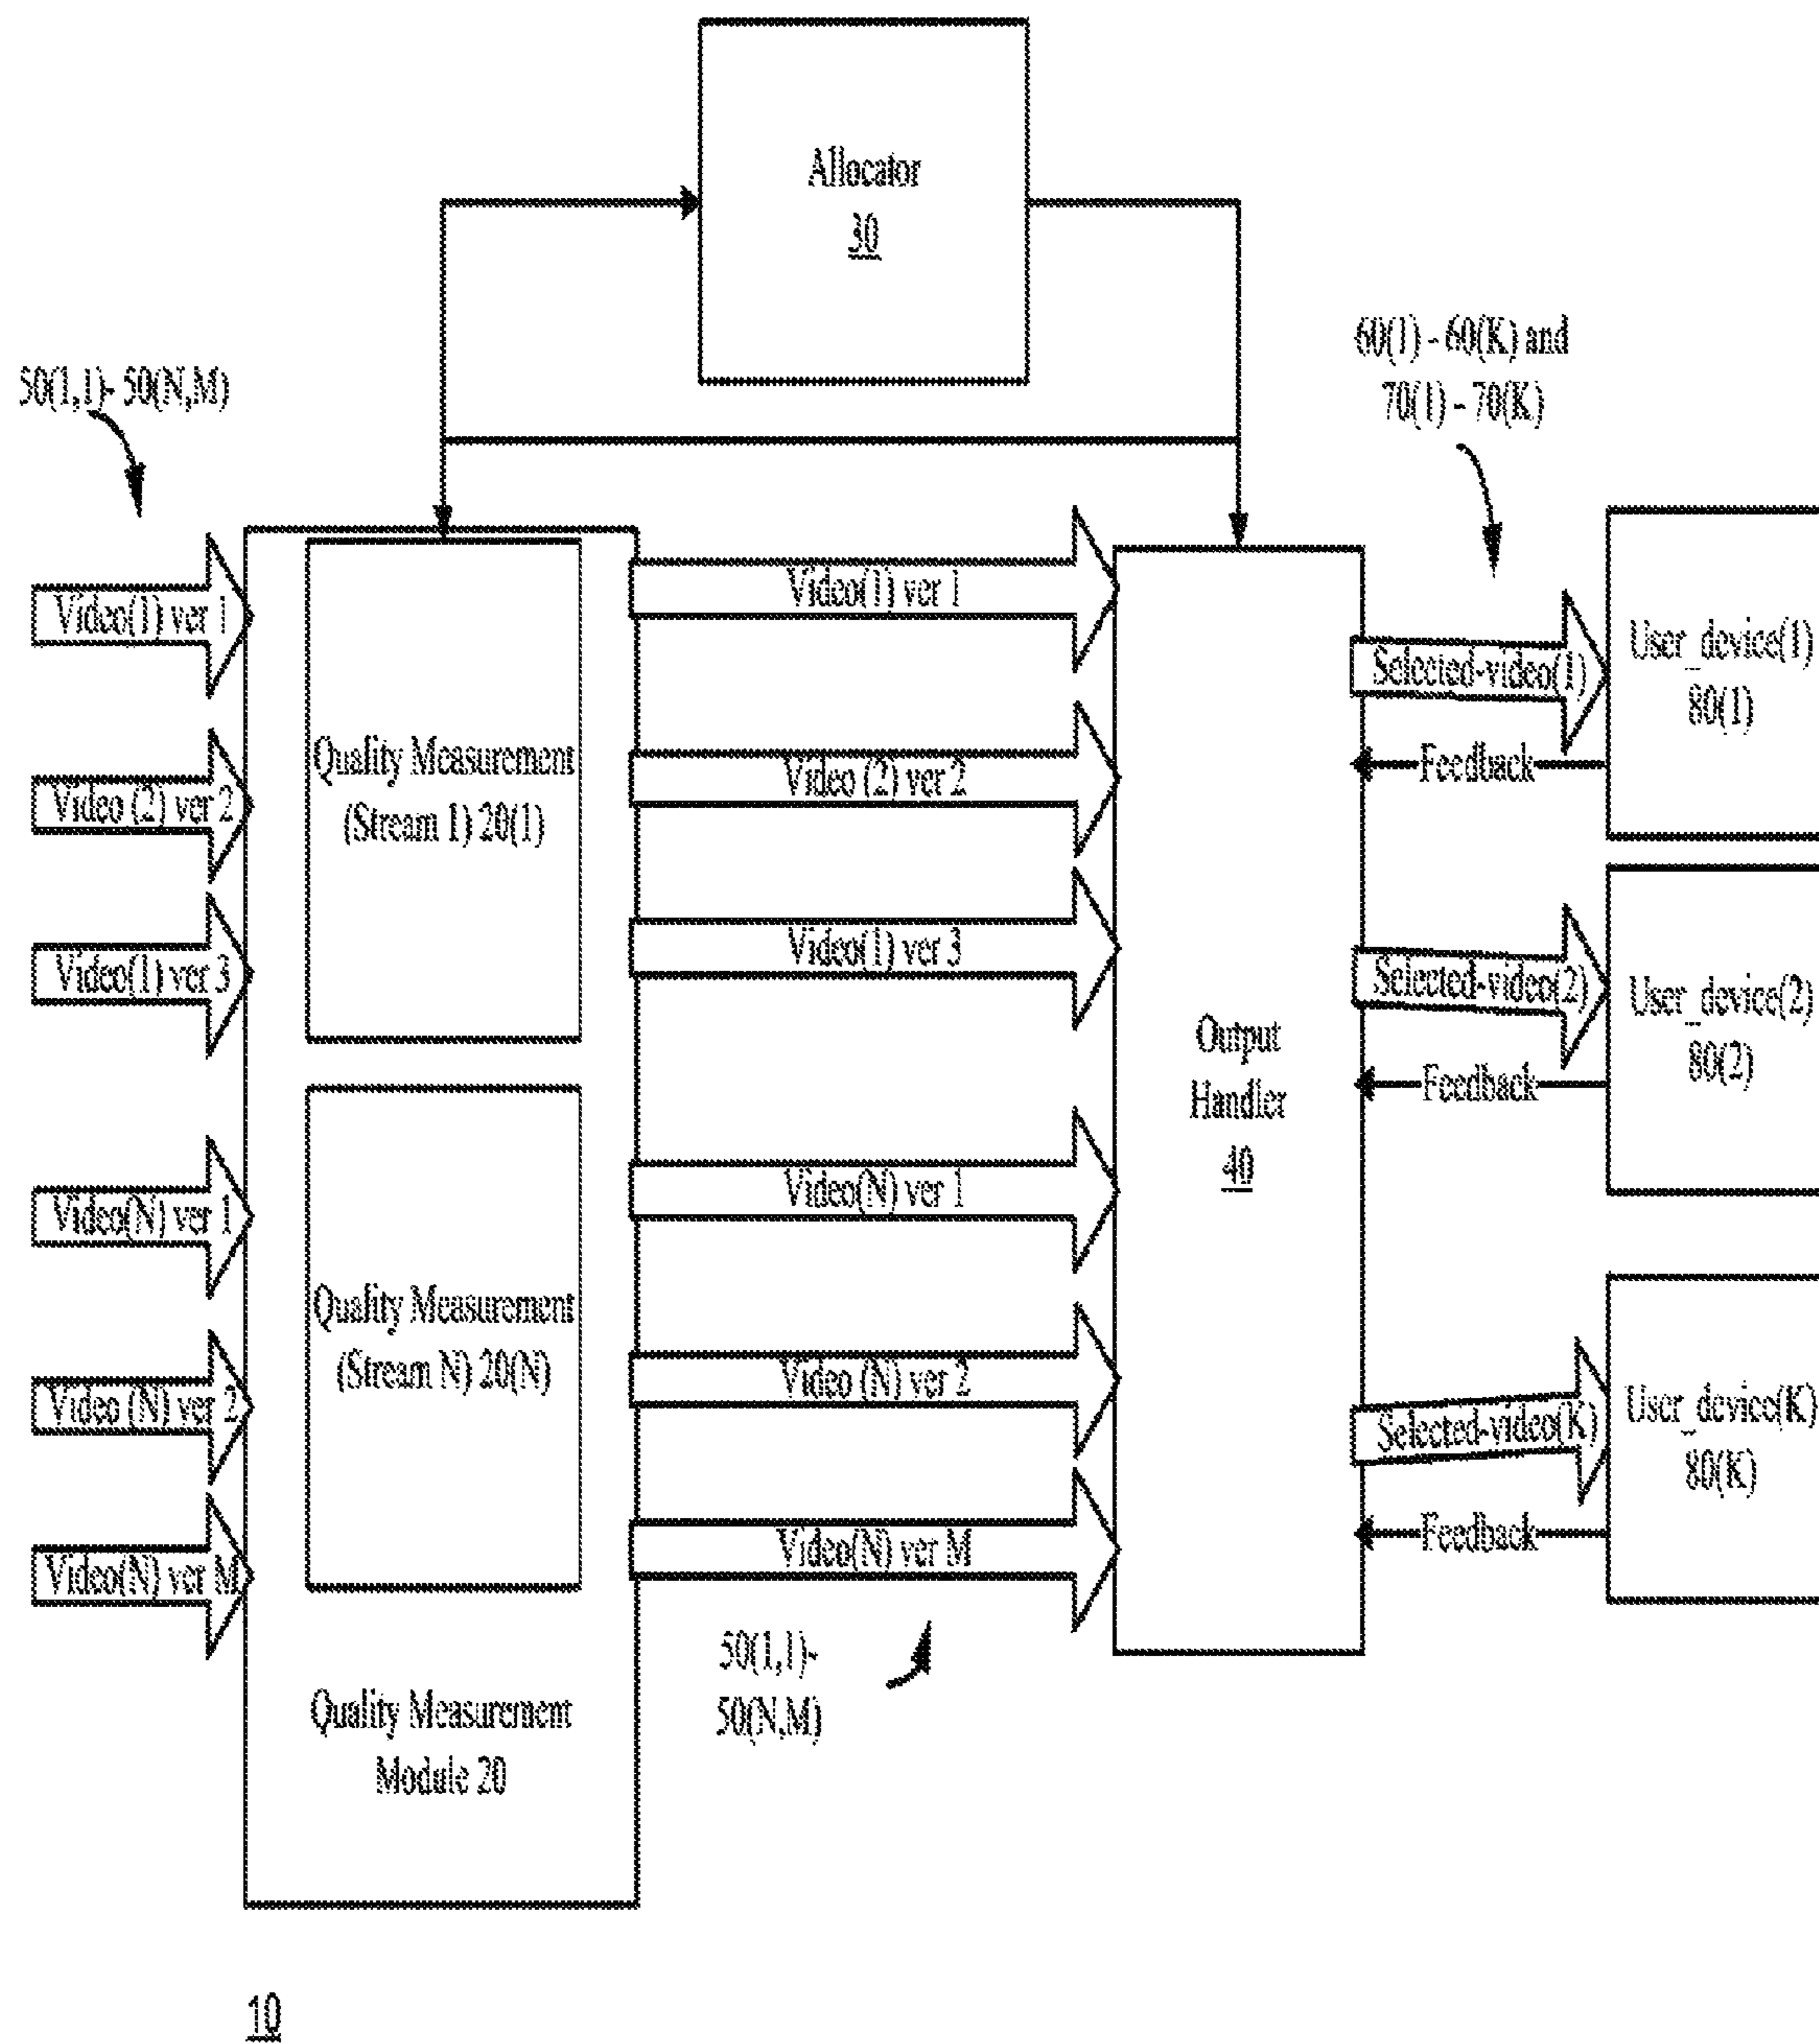 Allocator
30
50(1,1)- 50(N,M)
60(1) - 60(K) and
70(1) - 70(K)
Video(1) ver 1
Video (2) ver 2
Video(1) ver 3
Video(N) ver 1
Video (N) ver 2
Video(N) ver M
Quality Measurement
(Stream 1) 20(1)
Quality Measurement
(Stream N) 20(N)
Quality Measurement
Module 20
Video(1) ver 1
Video (2) ver 2
Video(1) ver 3
Video(N) ver 1
Video (N) ver 2
Video(N) ver M
50(1,1)-
50(N,M)
Output
Handler
40
Selected-video(1)
Feedback
Selected-video(2)
Feedback
Selected-video(K)
Feedback
User_device(1)
80(1)
User_device(2)
80(2)
User_device(K)
80(K)
10